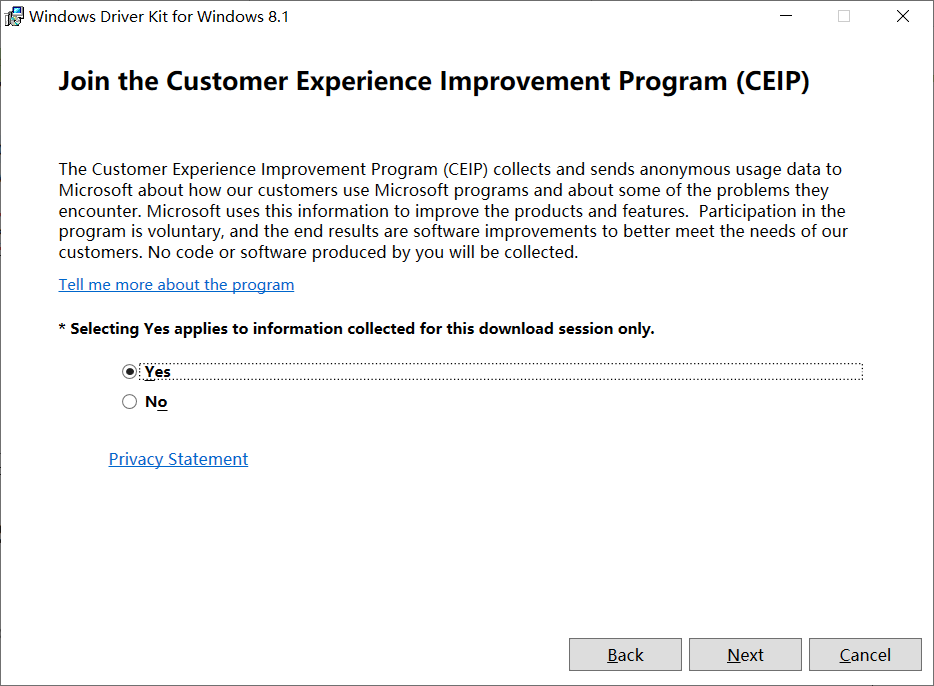 Windows Driver Kit for Windows 8.1
Join the Customer Experience Improvement Program (CEIP)
The Customer Experience Improvement Program (CEIP) collects and sends anonymous usage data to
Microsoft about how our customers use Microsoft programs and about some of the problems they
encounter. Microsoft uses this information to improve the products and features.  Participation in the
program is voluntary, and the end results are software improvements to better meet the needs of our
customers. No code or software produced by you will be collected.
Tell me more about the program
* Selecting Yes applies to information collected for this download session only.
Yes
No
Privacy Statement
Back Next Cancel